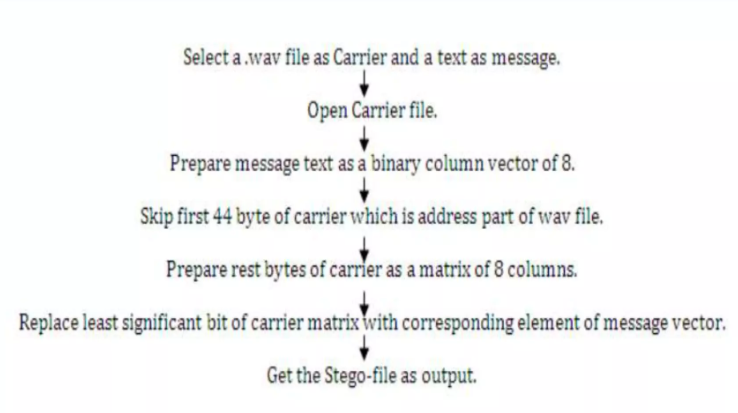 Select a .wav file as Carrier and a text as message.
Open Carrier file.
Prepare message text as a binary column vector of 8.
Skip first 44 byte of carrier which is address part of wav file.
Prepare rest bytes of carrier as a matrix of 8 columns.
Replace least significant bit of carrier matrix with corresponding element of message vector.
Get the Stego-file as output.